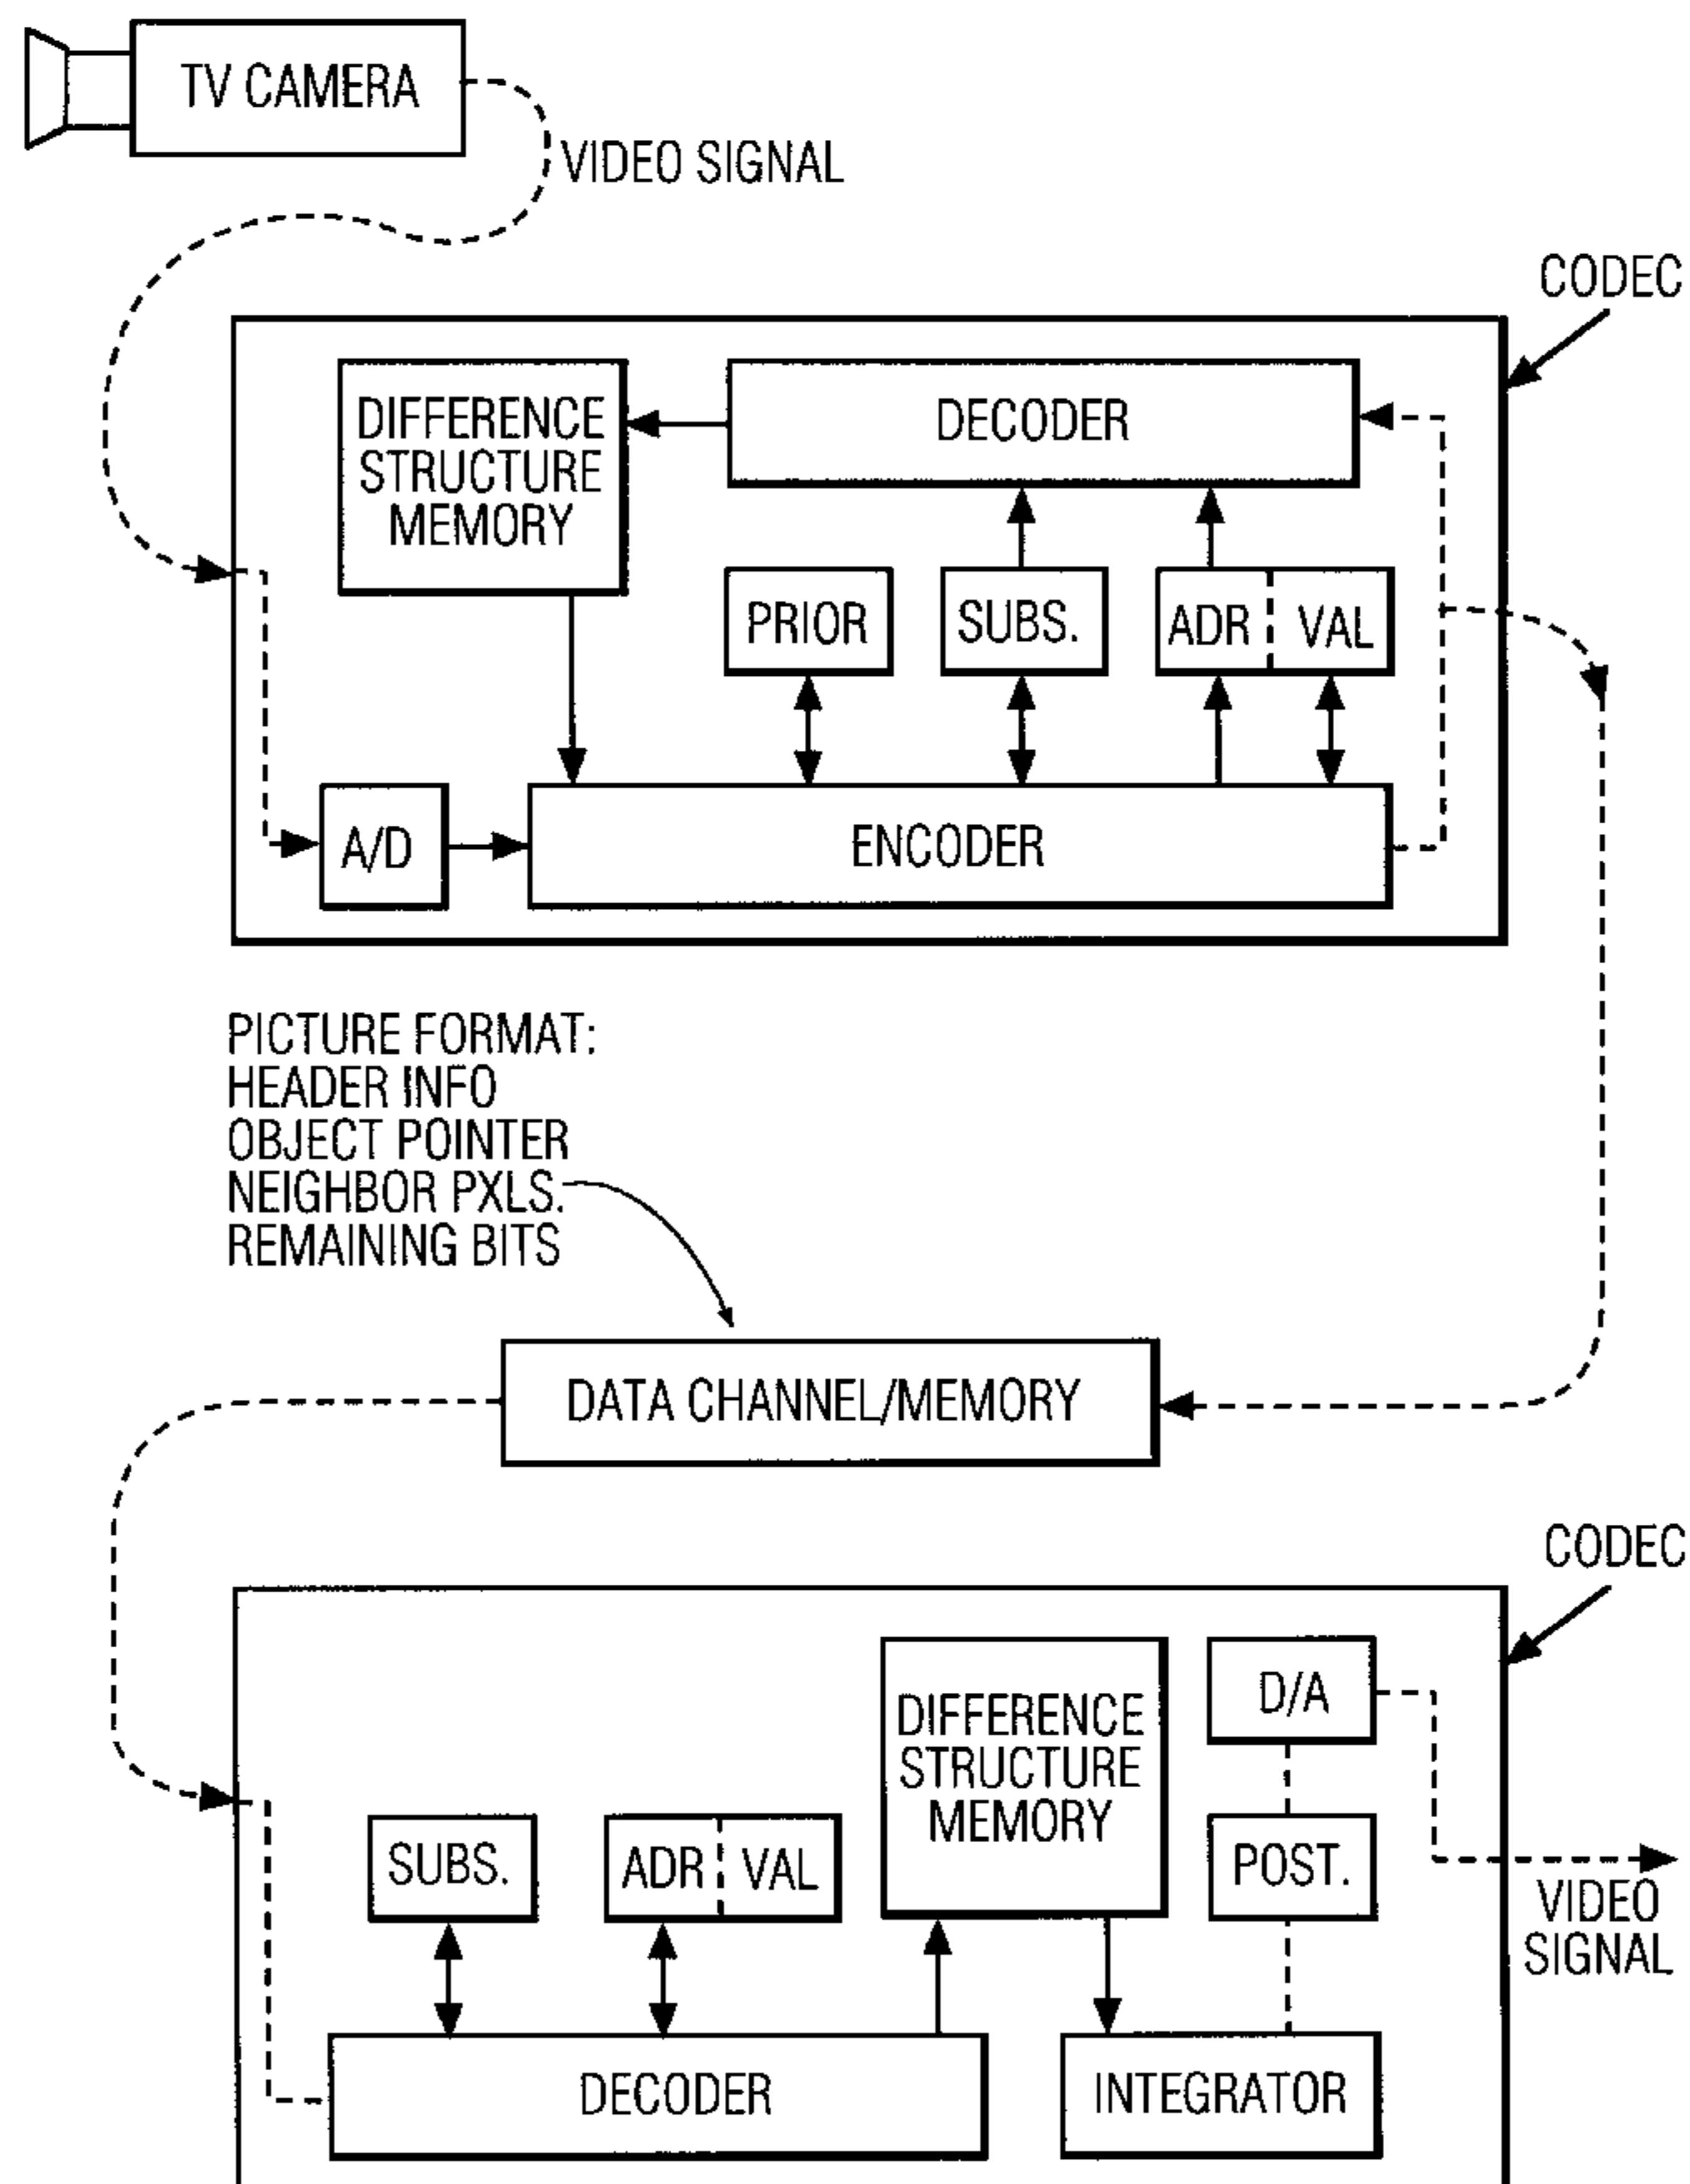 TV CAMERA
VIDEO SIGNAL
CODEC
DIFFERENCE
STRUCTURE
MEMORY
DECODER
PRIOR
SUBS.
ADR
VAL
A/D
ENCODER
PICTURE FORMAT:
HEADER INFO
OBJECT POINTER
NEIGHBOR PXLS.
REMAINING BITS
DATA CHANNEL/MEMORY
CODEC
DIFFERENCE
STRUCTURE
MEMORY
D/A
SUBS.
ADR
VAL
POST.
VIDEO
SIGNAL
DECODER
INTEGRATOR